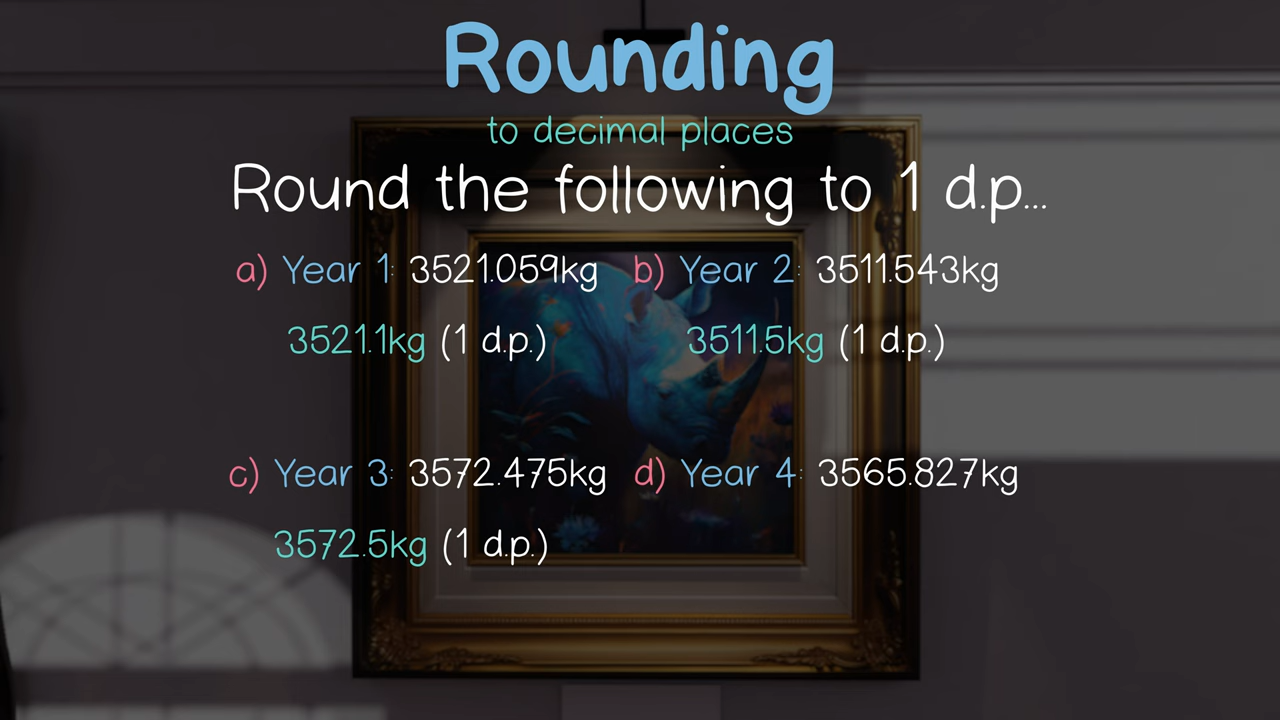 Rounding
to decimal places
Round the following to 1 d.p...
a) Year 1: 3521.059kg b) Year 2: 3511.543kg
3521.1kg (1 d.p.) 3511.5kg (1 d.p.)
c) Year 3: 3572.475kg d) Year 4: 3565.827kg
3572.5kg (1 d.p.)